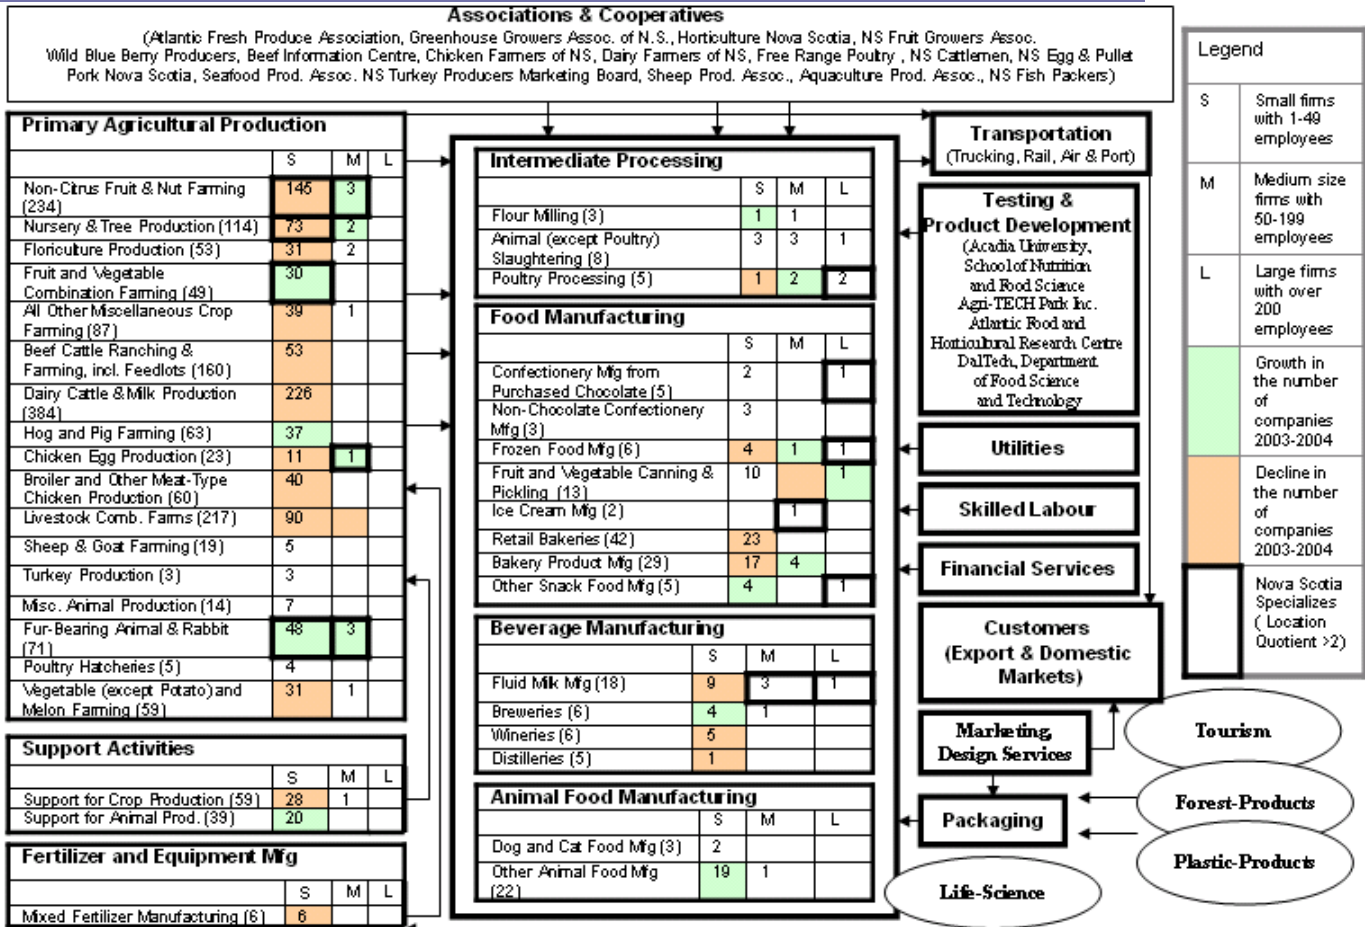 Associations & Cooperatives
(Atlantic Fresh Produce Association, Greenhouse Growers Assoc. of N.S., Horticulture Nova Scotia, NS Fruit Growers Assoc.
Wild Blue Berry Producers, Beef Information Centre, Chicken Farmers of NS, Dairy Farmers of NS, Free Range Poultry , NS Cattlemen, NS Egg & Pullet
Pork Nova Scotia, Seafood Prod. Assoc. NS Turkey Producers Marketing Board, Sheep Prod. Assoc., Aquaculture Prod. Assoc., NS Fish Packers)
Primary Agricultural Production
S M L
Non-Citrus Fruit & Nut Farming 145 3
(234)
Nursery & Tree Production (114) 73 2
Floriculture Production (53) 31 2
Fruit and Vegetable 30
Combination Farming (49)
All Other Miscellaneous Crop 39 1
Farming (87)
Beef Cattle Ranching & 53
Farming, incl. Feedlots (160)
Dairy Cattle & Milk Production 226
(384)
Hog and Pig Farming (63) 37
Chicken Egg Production (23) 11 1
Broiler and Other Meat-Type 40
Chicken Production (60)
Livestock Comb. Farms (217) 90
Sheep & Goat Farming (19) 5
Turkey Production (3) 3
Misc. Animal Production (14) 7
Fur-Bearing Animal & Rabbit 48 3
(71)
Poultry Hatcheries (5) 4
Vegetable (except Potato) and 31 1
Melon Farming (59)
Support Activities
S M L
Support for Crop Production (59) 28 1
Support for Animal Prod. (39) 20
Fertilizer and Equipment Mfg
S M L
Mixed Fertilizer Manufacturing (6) 6
Intermediate Processing
S M L
Flour Milling (3) 1 1
Animal (except Poultry) 3 3 1
Slaughtering (8)
Poultry Processing (5) 1 2 2
Food Manufacturing
S M L
Confectionery Mfg from 2 1
Purchased Chocolate (5)
Non-Chocolate Confectionery 3
Mfg (3)
Frozen Food Mfg (6) 4 1 1
Fruit and Vegetable Canning & 10 1
Pickling (13)
Ice Cream Mfg (2) 1
Retail Bakeries (42) 23
Bakery Product Mfg (29) 17 4
Other Snack Food Mfg (5) 4 1
Beverage Manufacturing
S M L
Fluid Milk Mfg (18) 9 3 1
Breweries (6) 4 1
Wineries (6) 5
Distilleries (5) 1
Animal Food Manufacturing
S M L
Dog and Cat Food Mfg (3) 2
Other Animal Food Mfg 19 1
(22)
Transportation
(Trucking, Rail, Air & Port)
Testing &
Product Development
(Acadia University,
School of Nutrition
and Food Science
Agri-TECH Park Inc.
Atlantic Food and
Horticultural Research Centre
DalTech, Department
of Food Science
and Technology
Utilities
Skilled Labour
Financial Services
Customers
(Export & Domestic
Markets)
Marketing,
Design Services
Packaging
Life-Science
Tourism
Forest-Products
Plastic-Products
Legend
S Small firms
with 1-49
employees
M Medium size
firms with
50-199
employees
L Large firms
with over
200
employees
Growth in
the number
of
companies
2003-2004
Decline in
the number
of
companies
2003-2004
Nova Scotia
Specializes
( Location
Quotient >2)